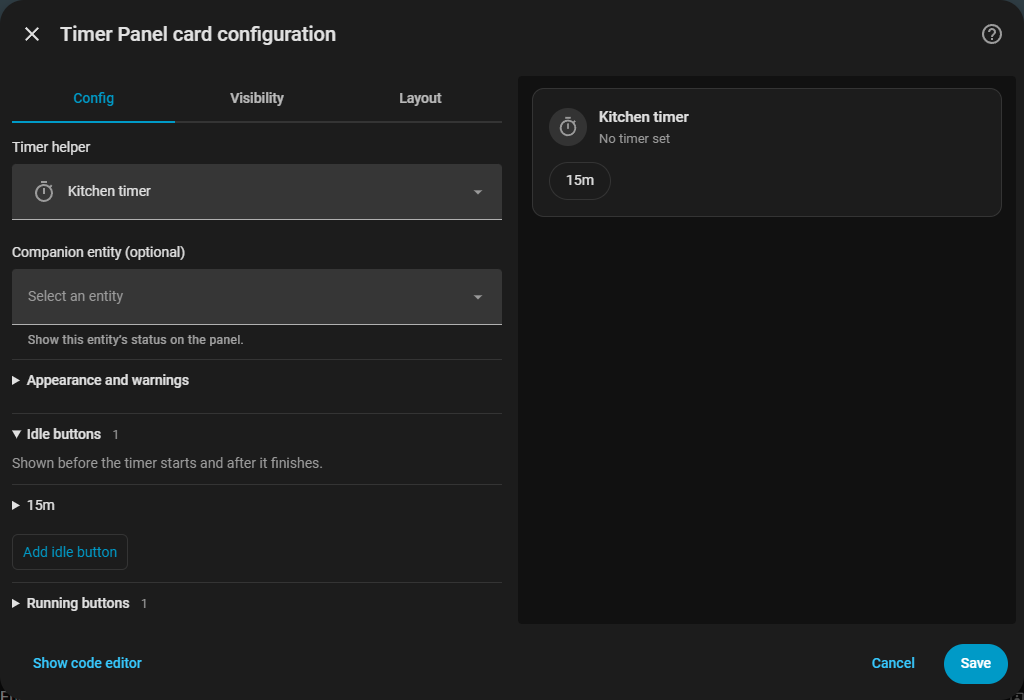 Timer Panel card configuration
Config Visibility Layout
Timer helper
Kitchen timer
Companion entity (optional)
Select an entity
Show this entity's status on the panel.
Appearance and warnings
Idle buttons 1
Shown before the timer starts and after it finishes.
15m
Add idle button
Running buttons 1
Kitchen timer
No timer set
15m
Show code editor
Cancel
Save